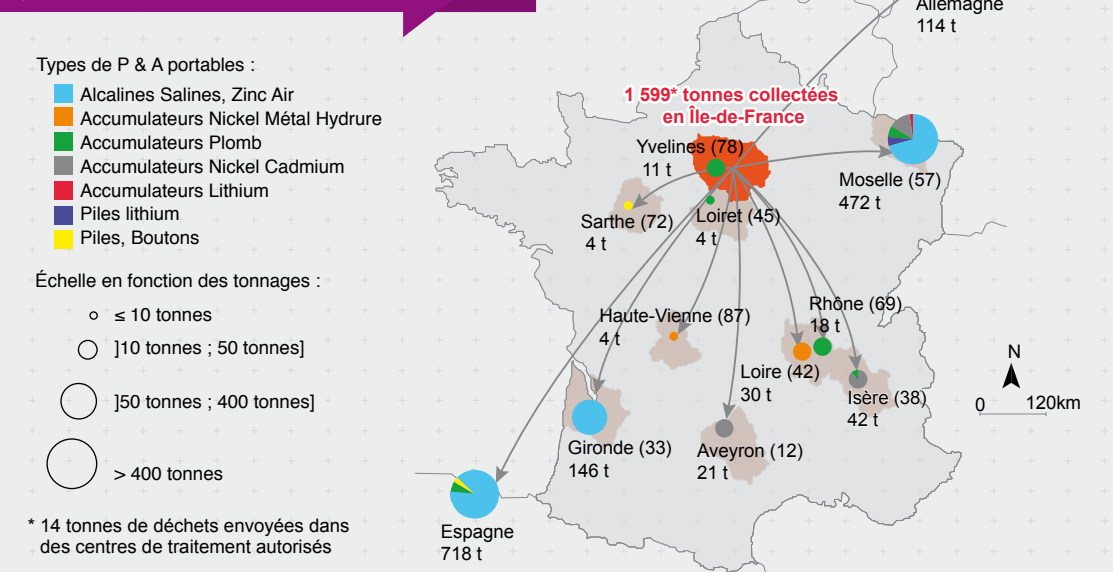 Allemagne
114 t
Types de P & A portables :
Alcalines Salines, Zinc Air
Accumulateurs Nickel Métal Hydrure
Accumulateurs Plomb
Accumulateurs Nickel Cadmium
Accumulateurs Lithium
Piles lithium
Piles, Boutons
Échelle en fonction des tonnages :
≤ 10 tonnes
]10 tonnes ; 50 tonnes]
]50 tonnes ; 400 tonnes]
> 400 tonnes
* 14 tonnes de déchets envoyées dans
des centres de traitement autorisés
1 599* tonnes collectées
en Île-de-France
Yvelines (78)
11 t
Moselle (57)
472 t
Sarthe (72)
4 t
Loiret (45)
4 t
Haute-Vienne (87)
4 t
Rhône (69)
18 t
Loire (42)
30 t
Isère (38)
42 t
Gironde (33)
146 t
Aveyron (12)
21 t
Espagne
718 t
N
0 120km